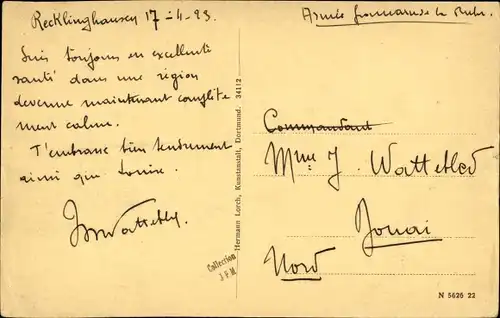 Recklinghausen 17-4-23.
Suis toujours en excellente
santé dans une région
devenue maintenant complète
ment calme.
T'embrasse bien tendrement
ainsi que Louise.
Armée française de la Ruhr.
Commandant
Mme J. Wattebled
Douai
Nord
Hermann Lorch, Kunstanstalt, Dortmund. 34112
Collection
J.F.M.
N 5626 22